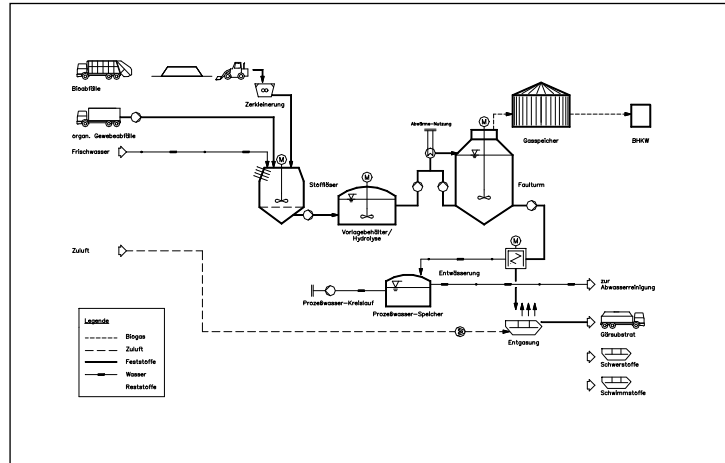 Bioabfälle
Zerkleinerung
organ. Gewebeabfälle
Frischwasser
M
Stofflöser
M
Vorlagebehälter/
Hydrolyse
Abwärme-Nutzung
M
Faulturm
Gasspeicher
BHKW
Zuluft
M
Entwässerung
zur
Abwasserreinigung
Prozeßwasser-Kreislauf
Prozeßwasser-Speicher
Entgasung
Gärsubstrat
Schwerstoffe
Schwimmstoffe
Legende
Biogas
Zuluft
Feststoffe
Wasser
Reststoffe